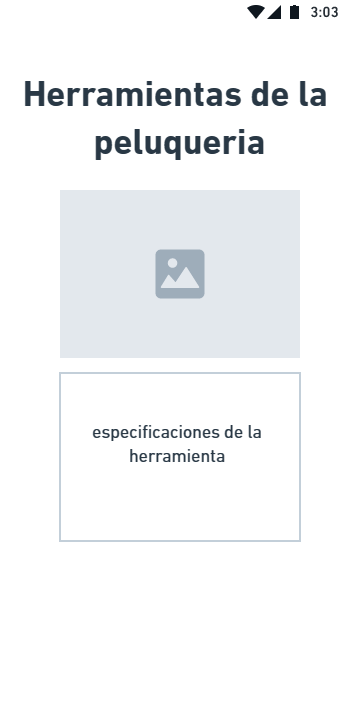 3:03
Herramientas de la
peluqueria
especificaciones de la
herramienta